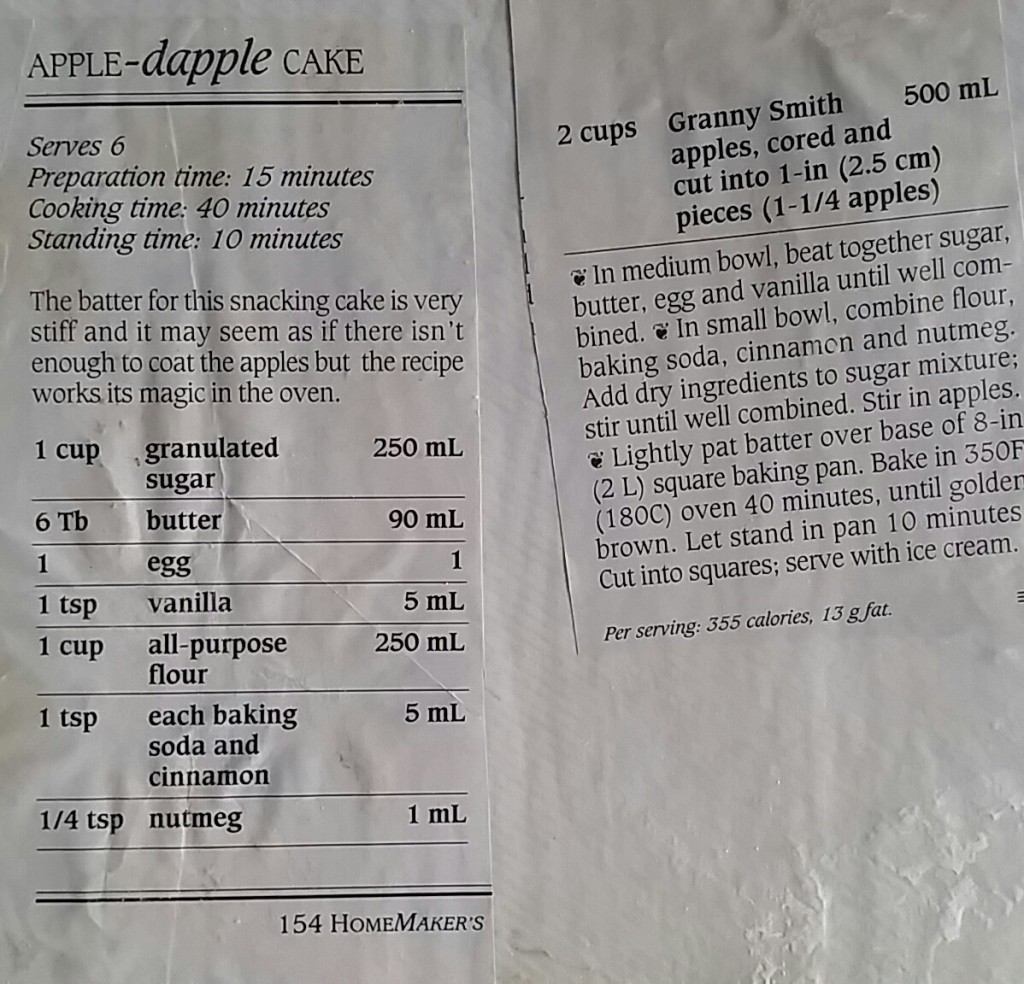 APPLE-dapple CAKE
Serves 6
Preparation time: 15 minutes
Cooking time: 40 minutes
Standing time: 10 minutes
The batter for this snacking cake is very
stiff and it may seem as if there isn't
enough to coat the apples but the recipe
works its magic in the oven.
1 cup granulated 250 mL
sugar
6 Tb butter 90 mL
1 egg 1
1 tsp vanilla 5 mL
1 cup all-purpose 250 mL
flour
1 tsp each baking 5 mL
soda and
cinnamon
1/4 tsp nutmeg 1 mL
154 HOMEMAKER'S
2 cups Granny Smith 500 mL
apples, cored and
cut into 1-in (2.5 cm)
pieces (1-1/4 apples)
❦ In medium bowl, beat together sugar,
butter, egg and vanilla until well com-
bined. ❦ In small bowl, combine flour,
baking soda, cinnamon and nutmeg.
Add dry ingredients to sugar mixture;
stir until well combined. Stir in apples.
❦ Lightly pat batter over base of 8-in
(2 L) square baking pan. Bake in 350F
(180C) oven 40 minutes, until golden
brown. Let stand in pan 10 minutes
Cut into squares; serve with ice cream.
Per serving: 355 calories, 13 g fat.